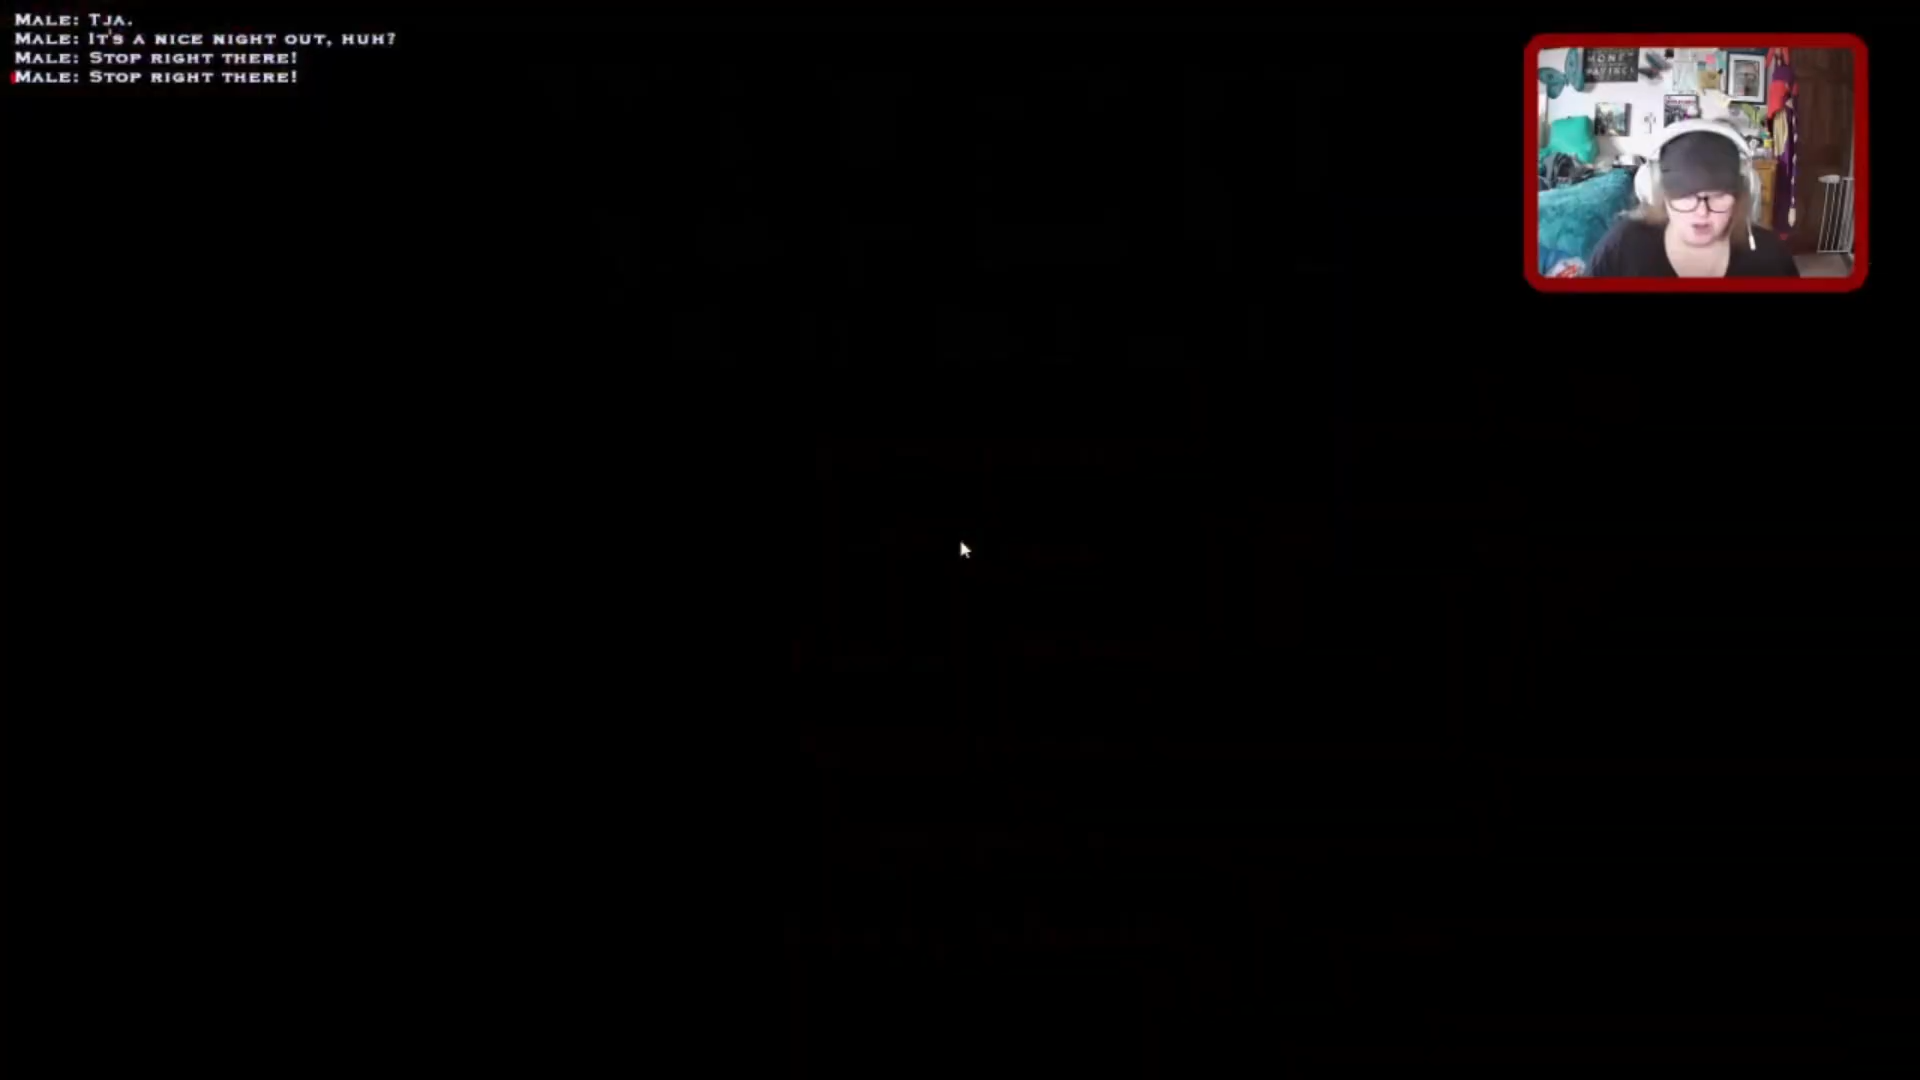 Male: Tja.
Male: It's a nice night out, huh?
Male: Stop right there!
Male: Stop right there!